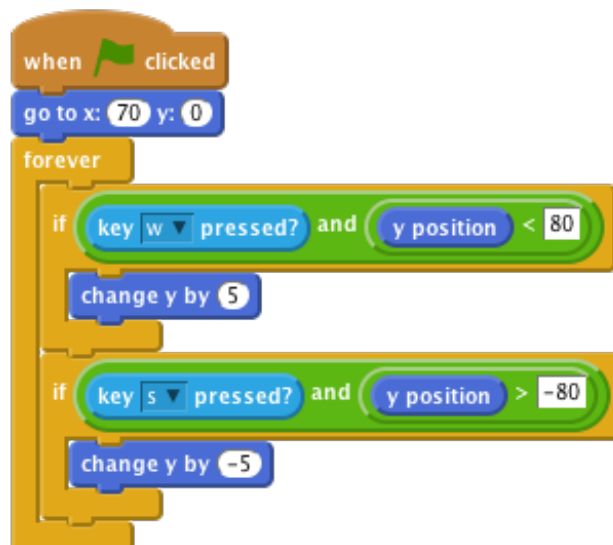 when clicked
go to x: 70 y: 0
forever
if key w pressed? and y position < 80
change y by 5
if key s pressed? and y position > -80
change y by -5